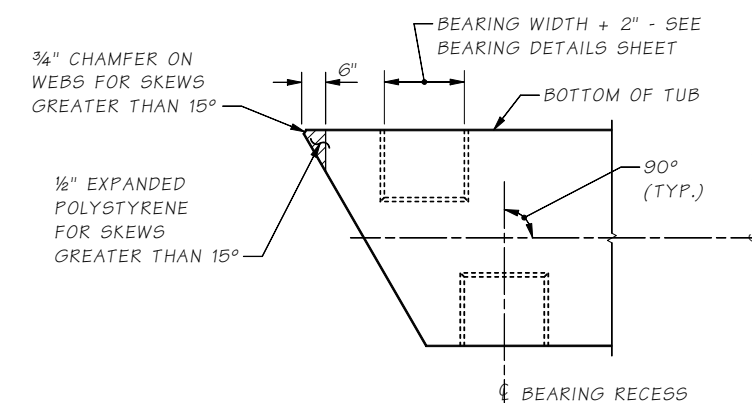 BEARING WIDTH + 2" - SEE
BEARING DETAILS SHEET
¾" CHAMFER ON
WEBS FOR SKEWS
GREATER THAN 15°
6"
BOTTOM OF TUB
90°
(TYP.)
½" EXPANDED
POLYSTYRENE
FOR SKEWS
GREATER THAN 15°
℄ BEARING RECESS